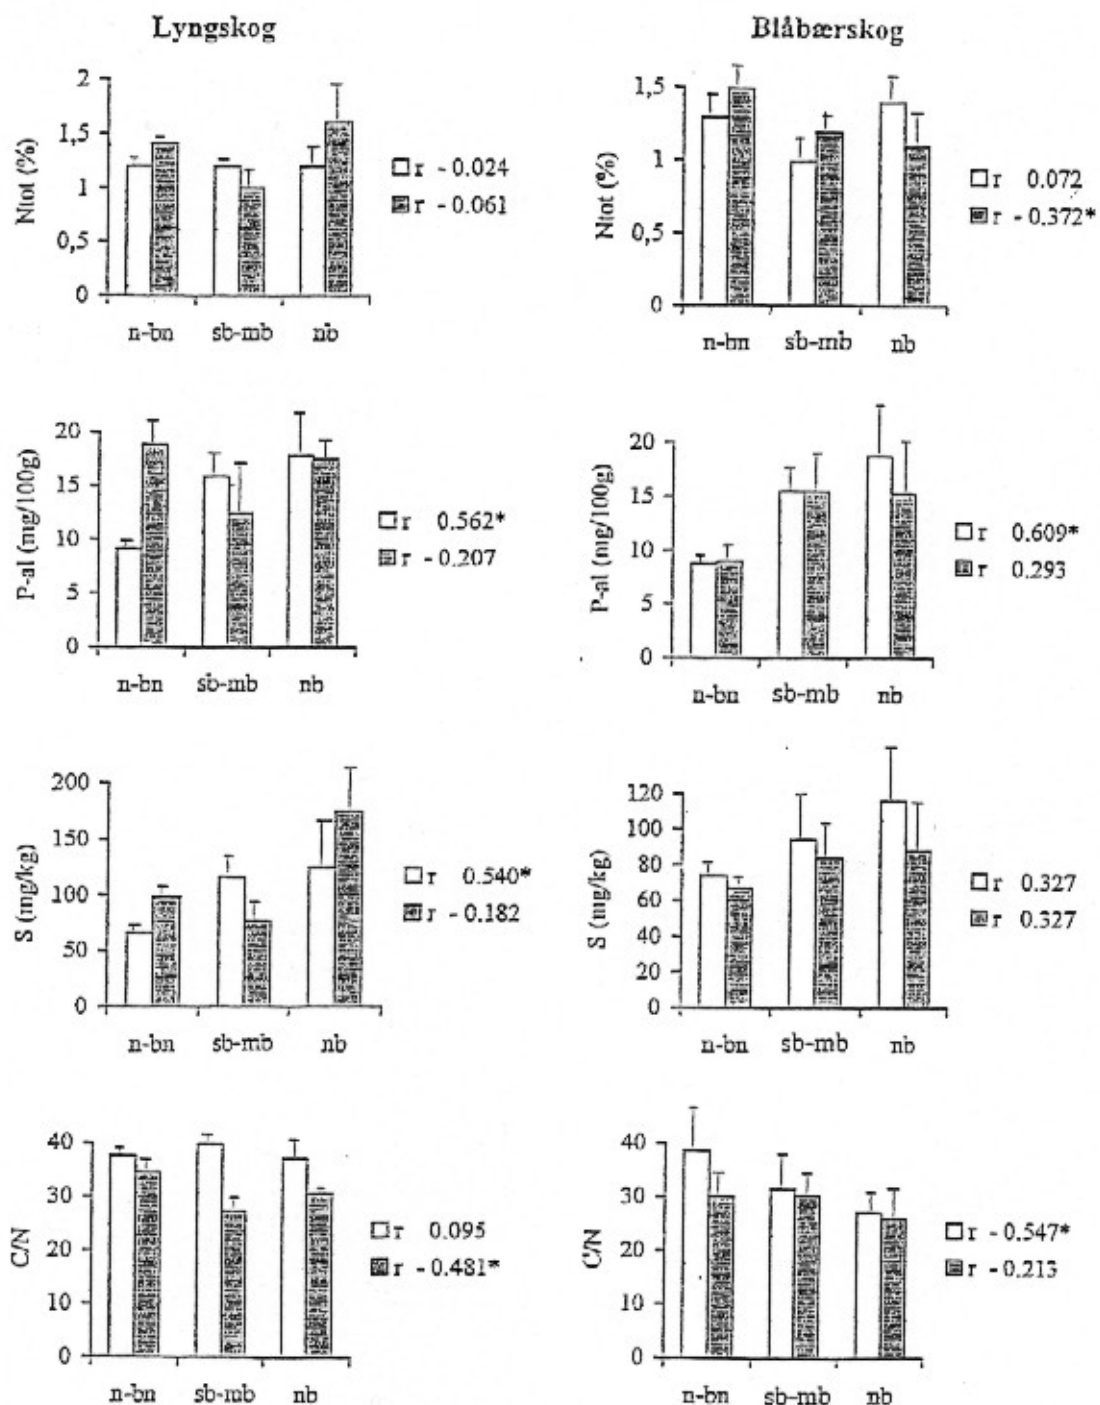 Lyngskog
2
1,5
1
0,5
0
Ntot (%)
n-bn sb-mb nb
r - 0.024
r - 0.061
Blåbærskog
1,5
1
0,5
0
Ntot (%)
n-bn sb-mb nb
r 0.072
r - 0.372*
20
15
10
5
0
P-al (mg/100g)
n-bn sb-mb nb
r 0.562*
r - 0.207
20
15
10
5
0
P-al (mg/100g)
n-bn sb-mb nb
r 0.609*
r 0.293
200
150
100
50
0
S (mg/kg)
n-bn sb-mb nb
r 0.540*
r - 0.182
120
100
80
60
40
20
0
S (mg/kg)
n-bn sb-mb nb
r 0.327
r 0.327
40
30
20
10
0
C/N
n-bn sb-mb nb
r 0.095
r - 0.481*
40
30
20
10
0
C/N
n-bn sb-mb nb
r - 0.547*
r - 0.213